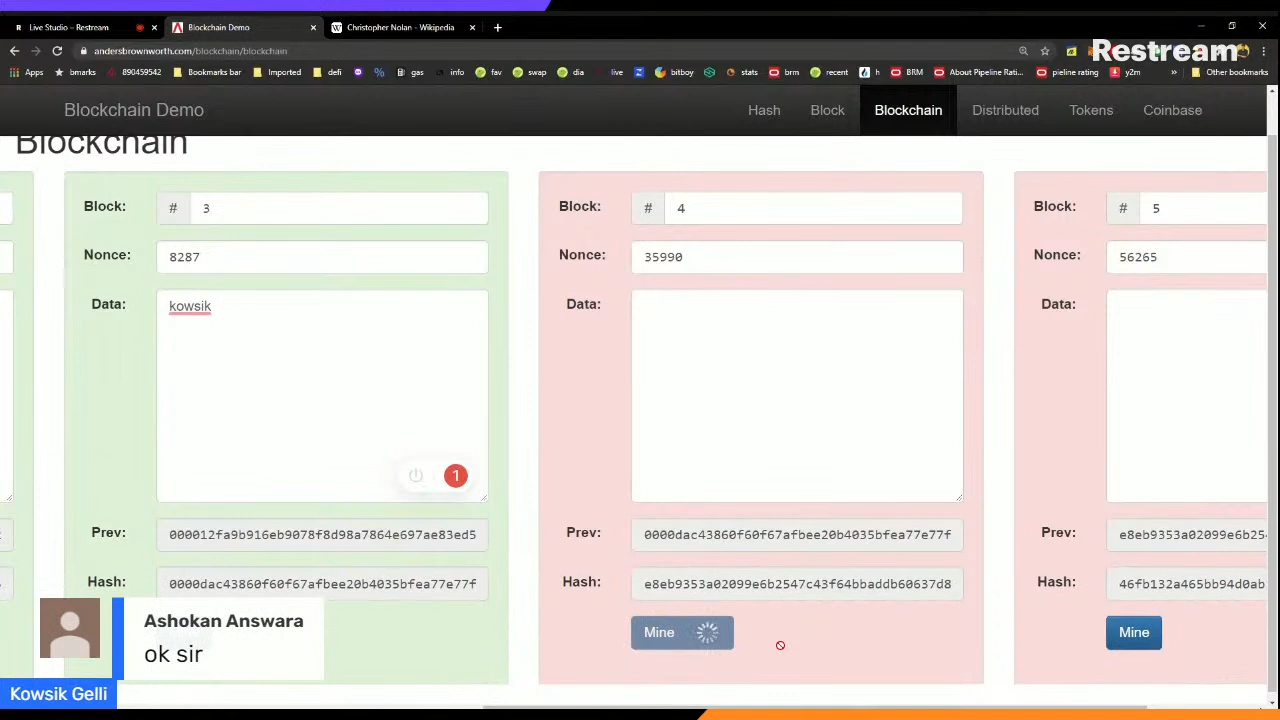 Live Studio – Restream
Blockchain Demo
Christopher Nolan - Wikipedia
andersbrownworth.com/blockchain/blockchain
Restream
Apps bmarks 890459542 Bookmarks bar Imported defi % gas info fav swap dia live bitboy stats brm recent h BRM About Pipeline Rati... pieline rating y2m » Other bookmarks
Blockchain Demo Hash Block Blockchain Distributed Tokens Coinbase
Blockchain
Block: # 3
Nonce: 8287
Data: kowsik
1
Prev: 000012fa9b916eb9078f8d98a7864e697ae83ed5
Hash: 0000dac43860f60f67afbee20b4035bfea77e77f
Block: # 4
Nonce: 35990
Data:
Prev: 0000dac43860f60f67afbee20b4035bfea77e77f
Hash: e8eb9353a02099e6b2547c43f64bbaddb60637d8
Mine
Block: # 5
Nonce: 56265
Data:
Prev: e8eb9353a02099e6b254
Hash: 46fb132a465bb94d0ab
Mine
Ashokan Answara
ok sir
Kowsik Gelli